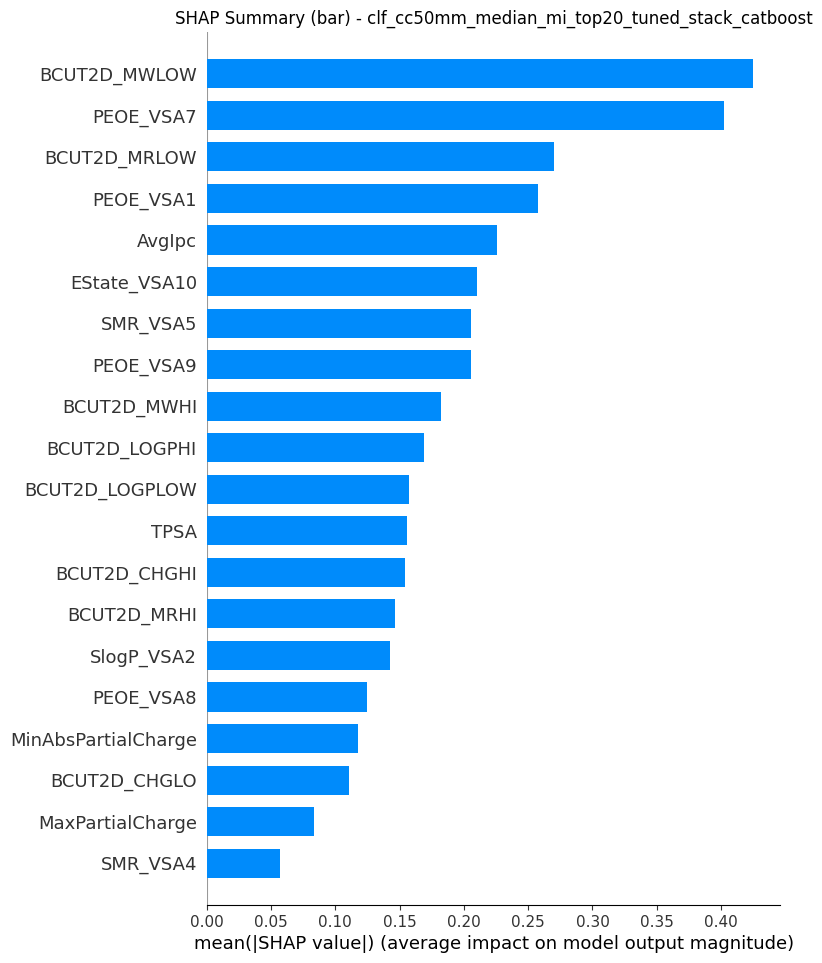 SHAP Summary (bar) - clf_cc50mm_median_mi_top20_tuned_stack_catboost
BCUT2D_MWLOW
PEOE_VSA7
BCUT2D_MRLOW
PEOE_VSA1
AvgIpc
EState_VSA10
SMR_VSA5
PEOE_VSA9
BCUT2D_MWHI
BCUT2D_LOGPHI
BCUT2D_LOGPLOW
TPSA
BCUT2D_CHGHI
BCUT2D_MRHI
SlogP_VSA2
PEOE_VSA8
MinAbsPartialCharge
BCUT2D_CHGLO
MaxPartialCharge
SMR_VSA4
0.00 0.05 0.10 0.15 0.20 0.25 0.30 0.35 0.40
mean(|SHAP value|) (average impact on model output magnitude)